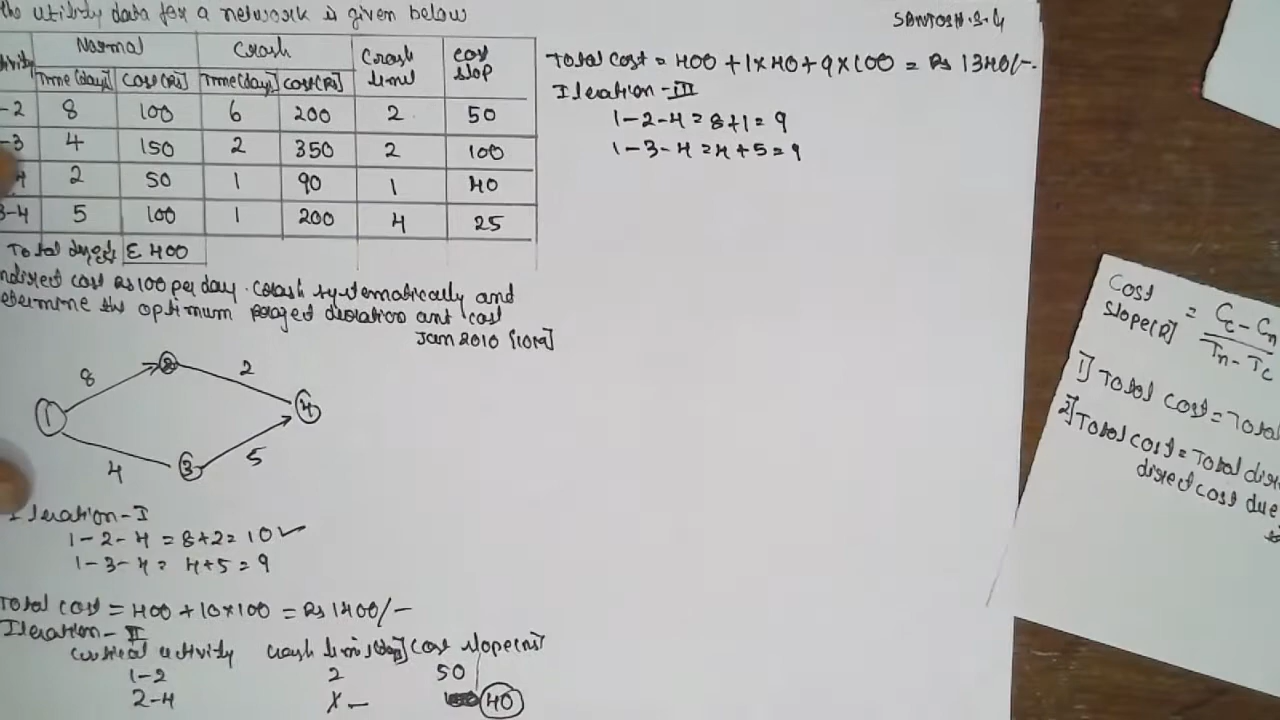 the utility data for a network is given below
SANTOSH.S.G
Normal Crash Crash limit Cost slop
Time(days) Cost(Rs) Time(days) Cost(Rs)
-2 8 100 6 200 2 50
-3 4 150 2 350 2 100
4 2 50 1 90 1 40
3-4 5 100 1 200 4 25
Total Σ 400
ndirect cost Rs 100 per day. Crash systematically and
etermine the optimum project duration and cost
Jan 2010 [10M]
1 8 2 2 4
4 3 5
Iteration-I
1-2-4 = 8+2 = 10 ✓
1-3-4 = 4+5 = 9
Total cost = 400 + 10×100 = Rs 1400/-
Iteration-II
Critical activity crash limit cost slope(Rs)
1-2 2 50
2-4 40
Total cost = 400 + 1×40 + 9×100 = Rs 1340/-
Iteration-III
1-2-4 = 8+1 = 9
1-3-4 = 4+5 = 9
Cost slope(Rs) = Cc - Cn
Tn - Tc
1] Total cost = Total
2] Total cost = Total dire
direct cost due